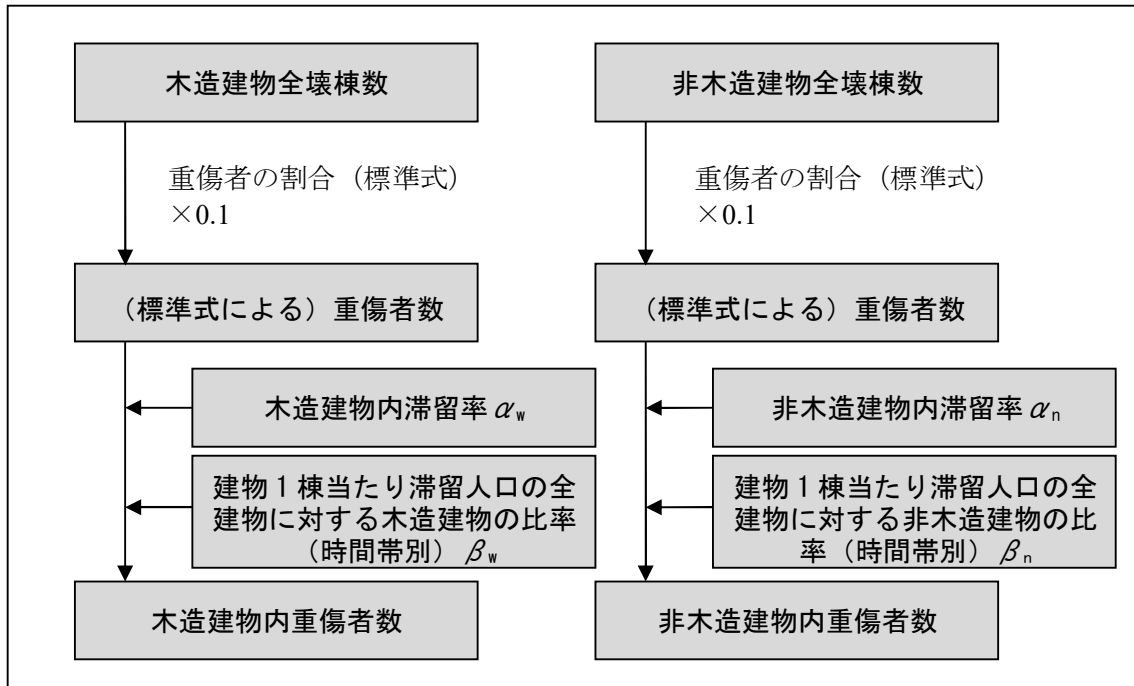 木造建物全壊棟数
重傷者の割合（標準式）
×0.1
（標準式による）重傷者数
木造建物内滞留率αw
建物1棟当たり滞留人口の全
建物に対する木造建物の比率
（時間帯別）βw
木造建物内重傷者数
非木造建物全壊棟数
重傷者の割合（標準式）
×0.1
（標準式による）重傷者数
非木造建物内滞留率αn
建物1棟当たり滞留人口の全
建物に対する非木造建物の比
率（時間帯別）βn
非木造建物内重傷者数